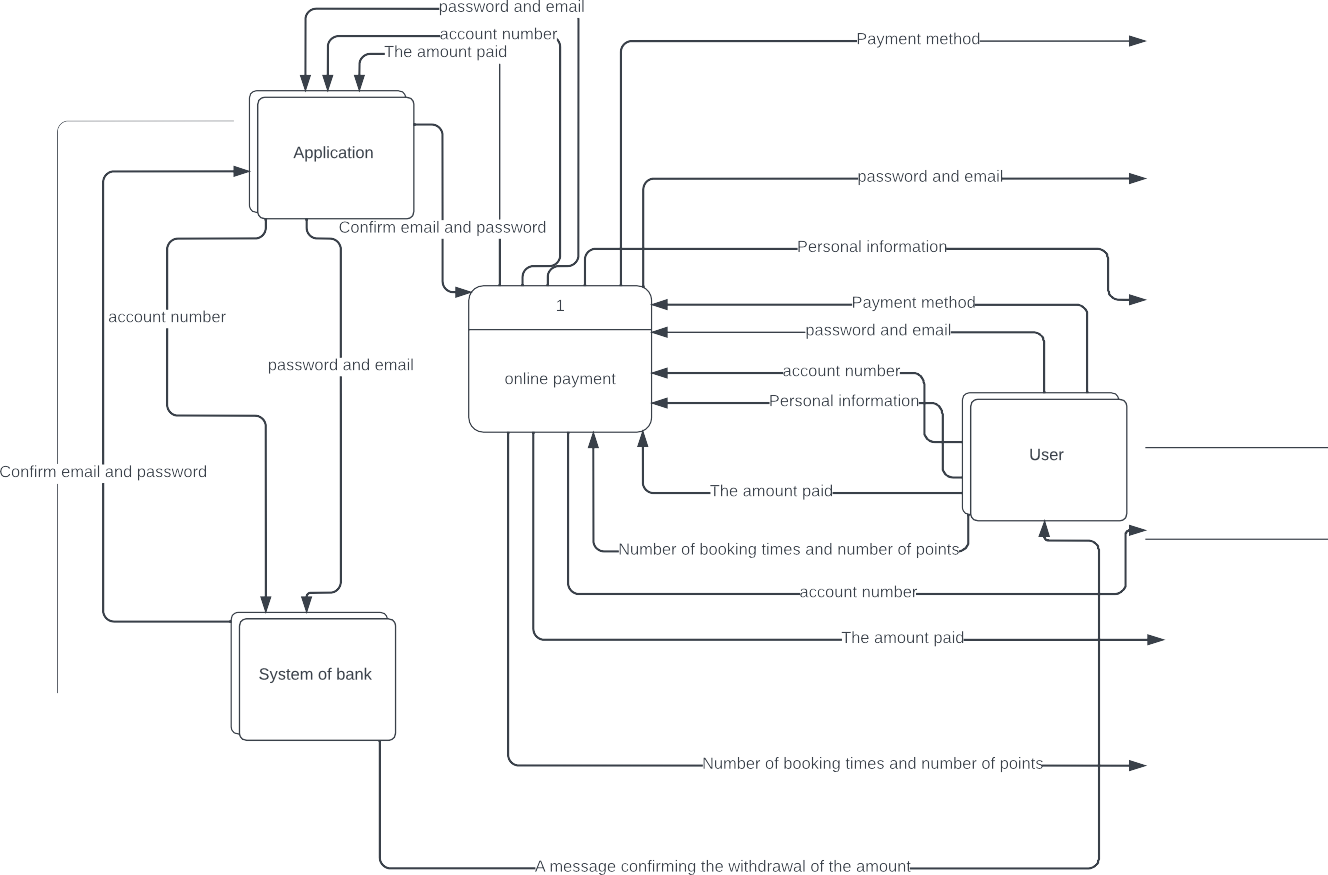 password and email
account number
Payment method
The amount paid
Application
password and email
Confirm email and password
Personal information
1
Payment method
account number
password and email
password and email
account number
online payment
Personal information
User
Confirm email and password
The amount paid
Number of booking times and number of points
account number
The amount paid
System of bank
Number of booking times and number of points
A message confirming the withdrawal of the amount